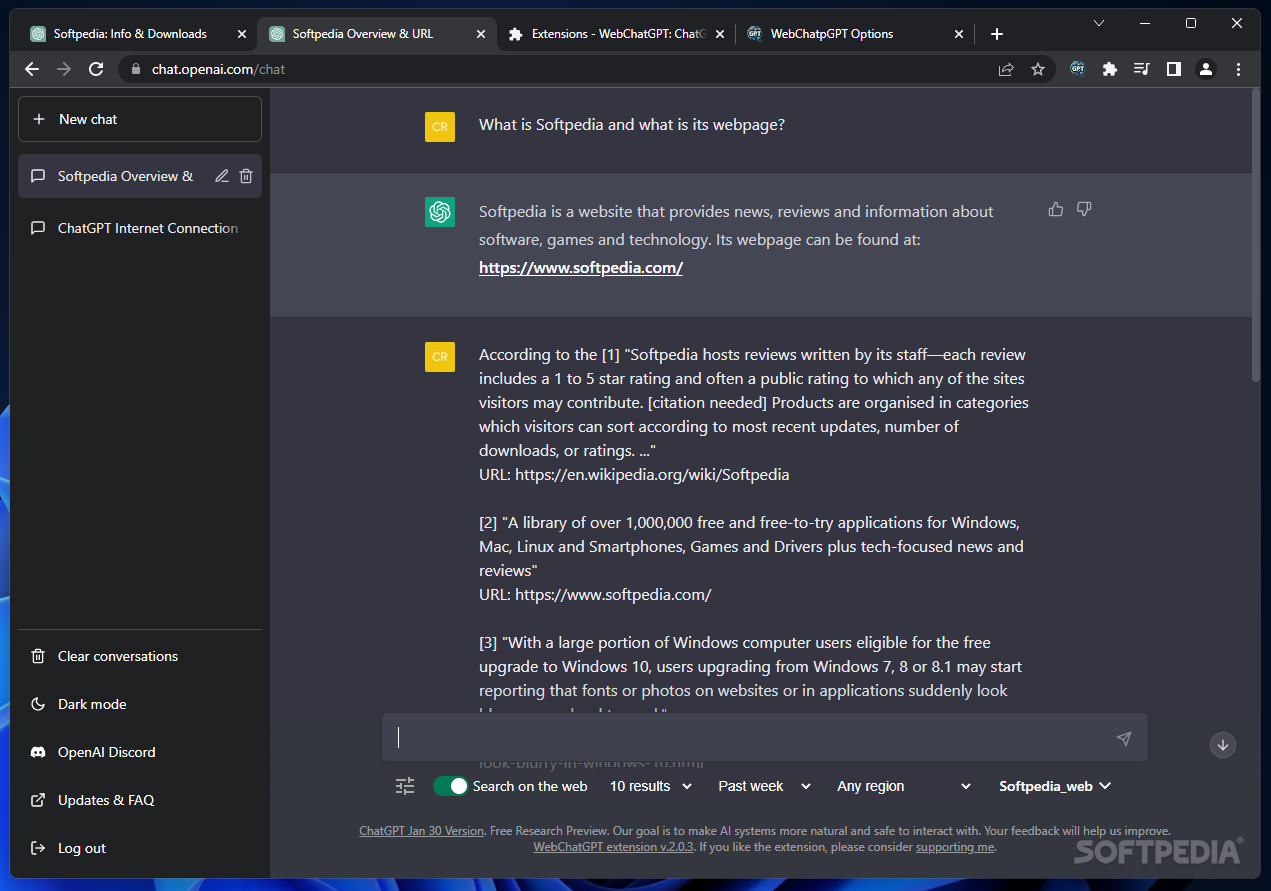 Softpedia: Info & Downloads
Softpedia Overview & URL
Extensions - WebChatGPT: ChatG
GPT
WebChatpGPT Options
chat.openai.com/chat
GPT
New chat
Softpedia Overview &
ChatGPT Internet Connection
Clear conversations
Dark mode
OpenAI Discord
Updates & FAQ
Log out
CR
What is Softpedia and what is its webpage?
Softpedia is a website that provides news, reviews and information about
software, games and technology. Its webpage can be found at:
https://www.softpedia.com/
CR
According to the [1] "Softpedia hosts reviews written by its staff—each review
includes a 1 to 5 star rating and often a public rating to which any of the sites
visitors may contribute. [citation needed] Products are organised in categories
which visitors can sort according to most recent updates, number of
downloads, or ratings. ..."
URL: https://en.wikipedia.org/wiki/Softpedia
[2] "A library of over 1,000,000 free and free-to-try applications for Windows,
Mac, Linux and Smartphones, Games and Drivers plus tech-focused news and
reviews"
URL: https://www.softpedia.com/
[3] "With a large portion of Windows computer users eligible for the free
upgrade to Windows 10, users upgrading from Windows 7, 8 or 8.1 may start
reporting that fonts or photos on websites or in applications suddenly look
look-blurry-in-windows-10.html
Search on the web
10 results
Past week
Any region
Softpedia_web
ChatGPT Jan 30 Version. Free Research Preview. Our goal is to make AI systems more natural and safe to interact with. Your feedback will help us improve.
WebChatGPT extension v.2.0.3. If you like the extension, please consider supporting me.
SOFTPEDIA®